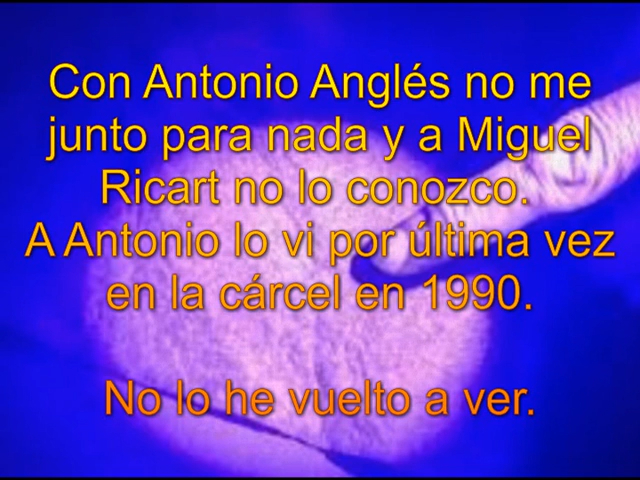 Con Antonio Anglés no me
junto para nada y a Miguel
Ricart no lo conozco.
A Antonio lo vi por última vez
en la cárcel en 1990.
No lo he vuelto a ver.